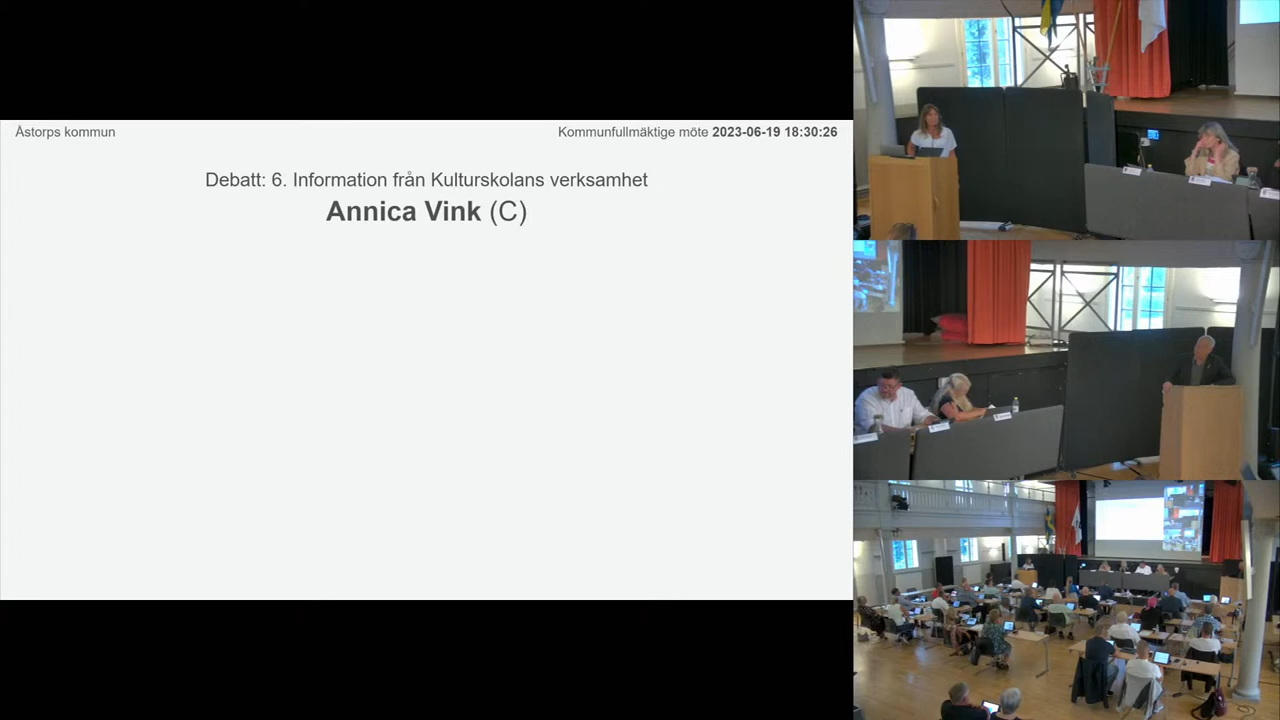 Åstorps kommun
Kommunfullmäktige möte 2023-06-19 18:30:26
Debatt: 6. Information från Kulturskolans verksamhet
Annica Vink (C)